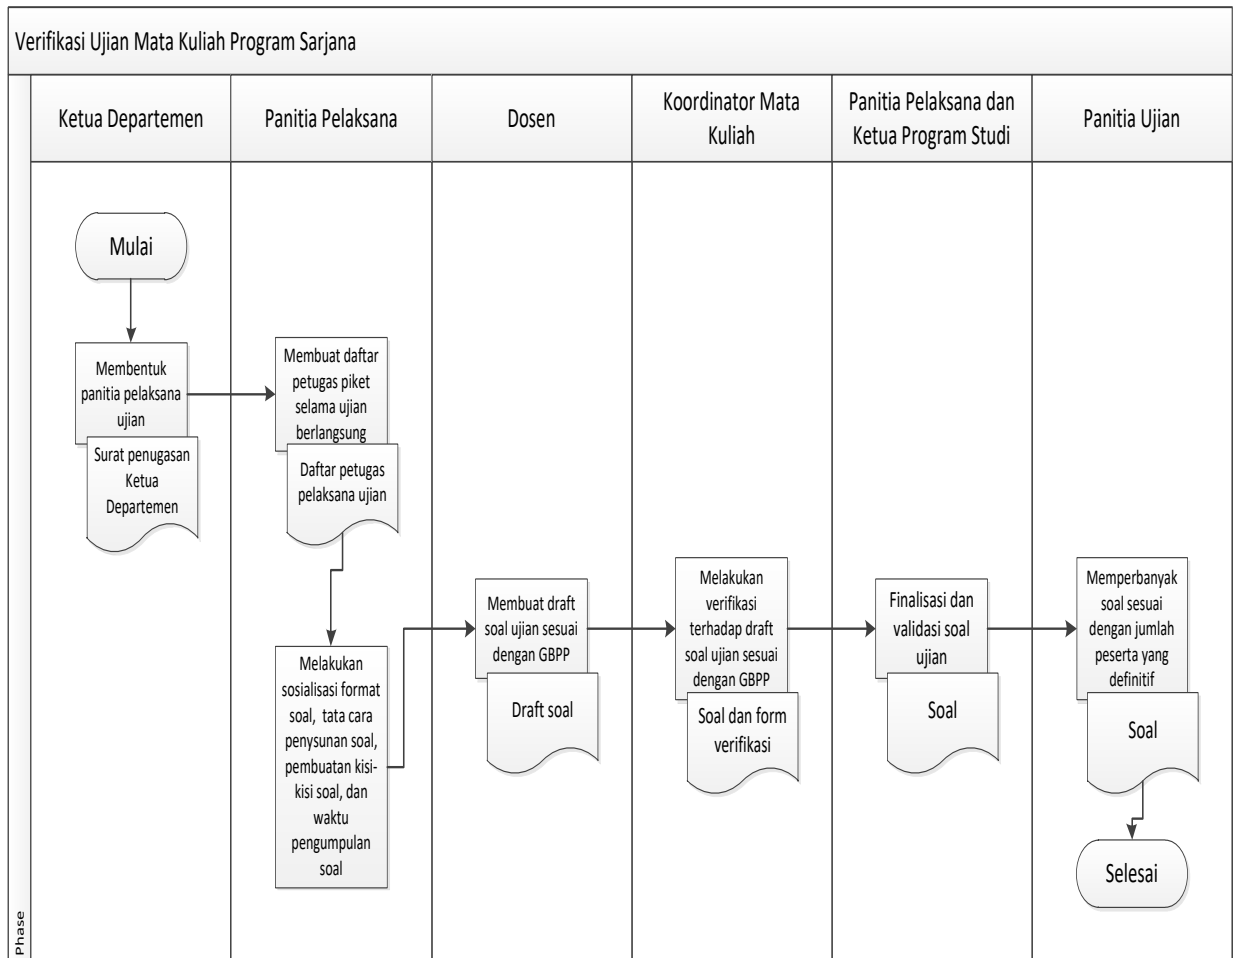 Verifikasi Ujian Mata Kuliah Program Sarjana
Ketua Departemen
Panitia Pelaksana
Dosen
Koordinator Mata
Kuliah
Panitia Pelaksana dan
Ketua Program Studi
Panitia Ujian
Mulai
Membentuk
panitia pelaksana
ujian
Surat penugasan
Ketua
Departemen
Membuat daftar
petugas piket
selama ujian
berlangsung
Daftar petugas
pelaksana ujian
Melakukan
sosialisasi format
soal, tata cara
penysunan soal,
pembuatan kisi-
kisi soal, dan
waktu
pengumpulan
soal
Membuat draft
soal ujian sesuai
dengan GBPP
Draft soal
Melakukan
verifikasi
terhadap draft
soal ujian sesuai
dengan GBPP
Soal dan form
verifikasi
Finalisasi dan
validasi soal
ujian
Soal
Memperbanyak
soal sesuai
dengan jumlah
peserta yang
definitif
Soal
Selesai
Phase